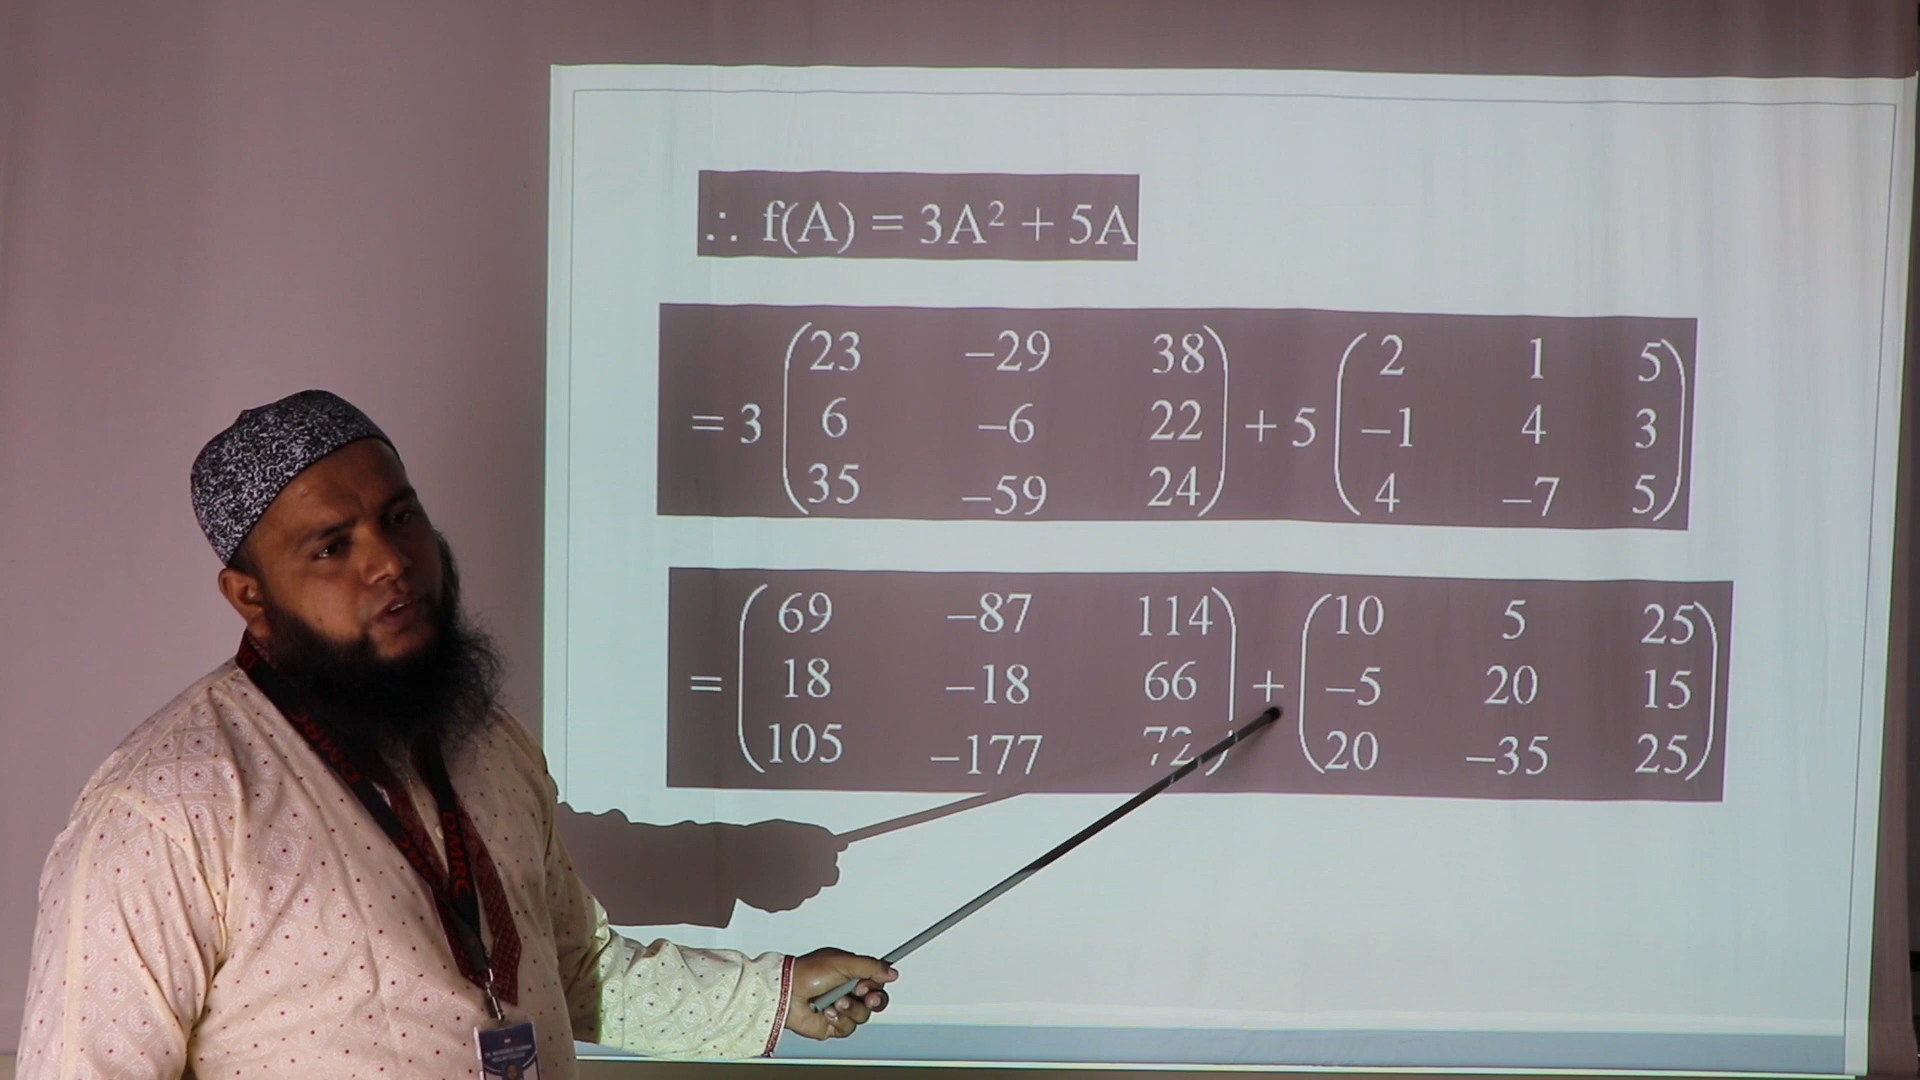 ∴ f(A) = 3A² + 5A
= 3 (23 –29 38
6 –6 22
35 –59 24) + 5 (2 1 5
–1 4 3
4 –7 5)
= (69 –87 114
18 –18 66
105 –177 72) + (10 5 25
–5 20 15
20 –35 25)
DMRC